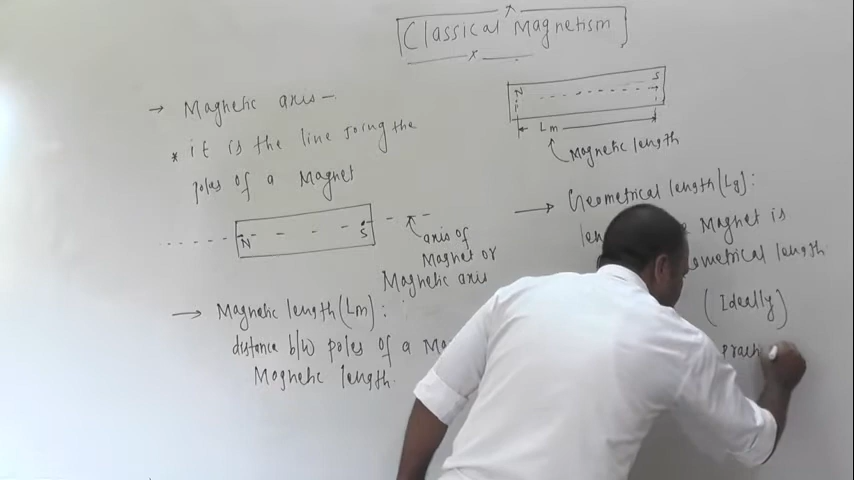 Classical Magnetism
→ Magnetic axis –
* it is the line joing the
poles of a Magnet
N S
axis of
Magnet or
Magnetic axis
→ Magnetic length (Lm) :
distance b/w poles of a
Magnetic length.
N S
Lm
Magnetic length
→ Geometrical length (Lg) :
Magnet is
length
(Ideally)